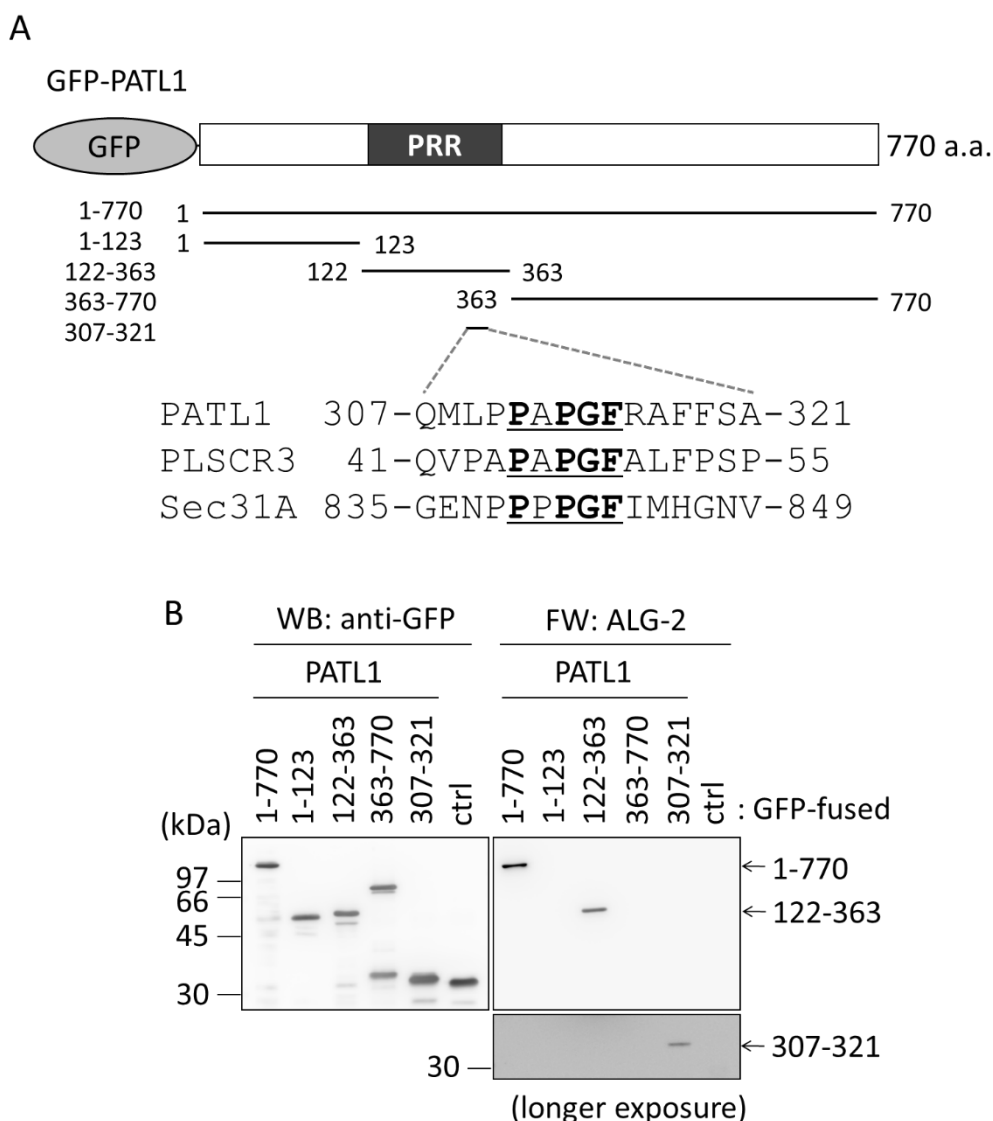 A
GFP-PATL1
GFP PRR 770 a.a.
1-770 1 770
1-123 1 123
122-363 122 363
363-770 363 770
307-321
PATL1 307-QMLPPAPGFRAFFSA-321
PLSCR3 41-QVPAPAPGFALFPSP-55
Sec31A 835-GENPPPPGFIMHGNV-849
B
WB: anti-GFP FW: ALG-2
PATL1 PATL1
1-770 1-123 122-363 363-770 307-321 ctrl 1-770 1-123 122-363 363-770 307-321 ctrl : GFP-fused
(kDa)
97 1-770
66 122-363
45
30
30 307-321
(longer exposure)